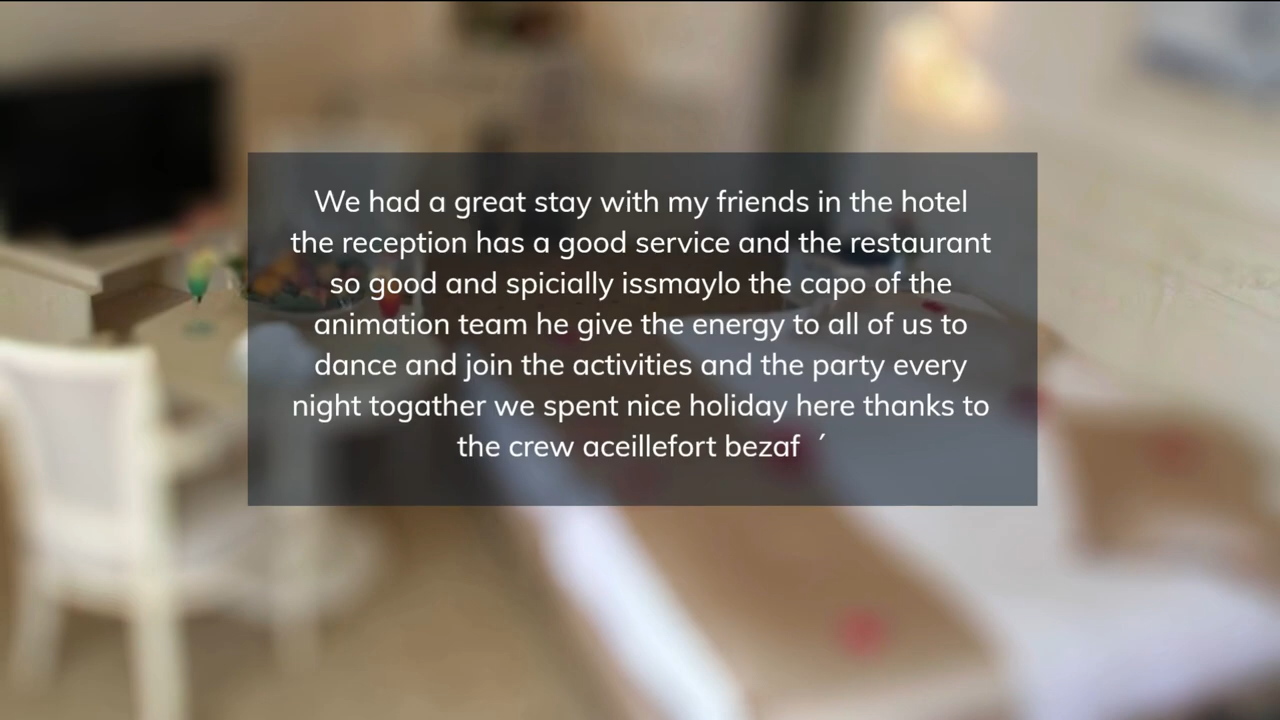 We had a great stay with my friends in the hotel
the reception has a good service and the restaurant
so good and spicially issmaylo the capo of the
animation team he give the energy to all of us to
dance and join the activities and the party every
night togather we spent nice holiday here thanks to
the crew aceillefort bezaf ´